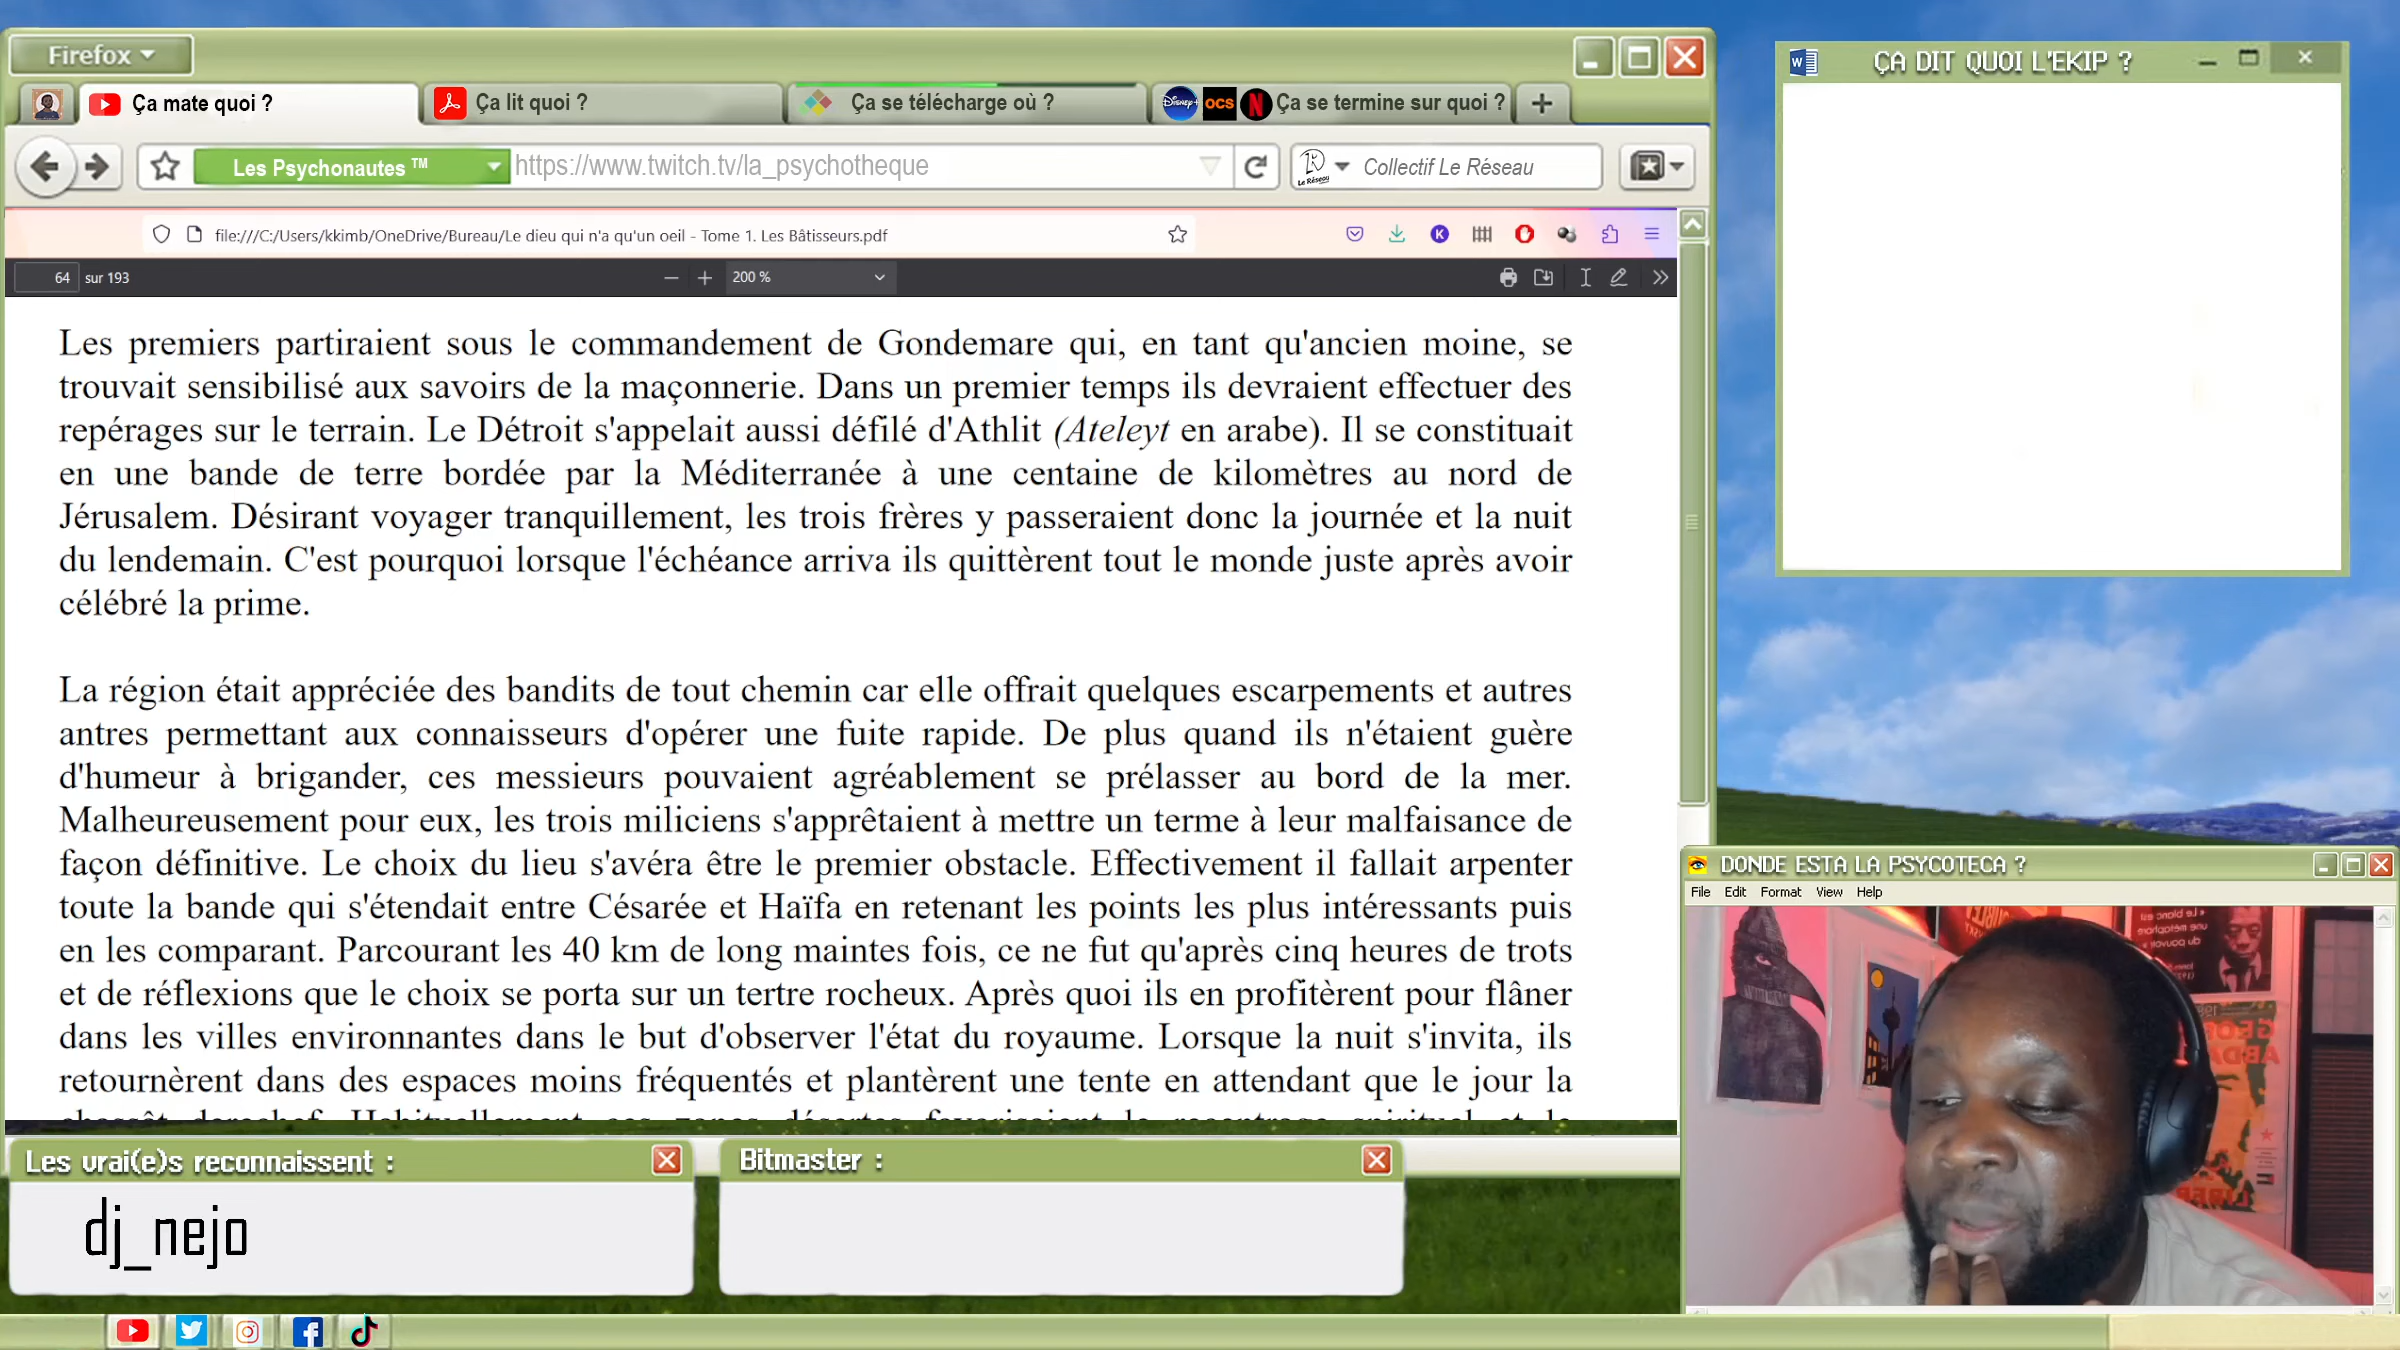 Firefox
Ça mate quoi ?
Ça lit quoi ?
Ça se télécharge où ?
Disney+ OCS N Ça se termine sur quoi ?
Les Psychonautes ™
https://www.twitch.tv/la_psychotheque
Le Réseau
Collectif Le Réseau
file:///C:/Users/kkimb/OneDrive/Bureau/Le dieu qui n'a qu'un oeil - Tome 1. Les Bâtisseurs.pdf
64 sur 193
200 %
Les premiers partiraient sous le commandement de Gondemare qui, en tant qu'ancien moine, se
trouvait sensibilisé aux savoirs de la maçonnerie. Dans un premier temps ils devraient effectuer des
repérages sur le terrain. Le Détroit s'appelait aussi défilé d'Athlit (Ateleyt en arabe). Il se constituait
en une bande de terre bordée par la Méditerranée à une centaine de kilomètres au nord de
Jérusalem. Désirant voyager tranquillement, les trois frères y passeraient donc la journée et la nuit
du lendemain. C'est pourquoi lorsque l'échéance arriva ils quittèrent tout le monde juste après avoir
célébré la prime.
La région était appréciée des bandits de tout chemin car elle offrait quelques escarpements et autres
antres permettant aux connaisseurs d'opérer une fuite rapide. De plus quand ils n'étaient guère
d'humeur à brigander, ces messieurs pouvaient agréablement se prélasser au bord de la mer.
Malheureusement pour eux, les trois miliciens s'apprêtaient à mettre un terme à leur malfaisance de
façon définitive. Le choix du lieu s'avéra être le premier obstacle. Effectivement il fallait arpenter
toute la bande qui s'étendait entre Césarée et Haïfa en retenant les points les plus intéressants puis
en les comparant. Parcourant les 40 km de long maintes fois, ce ne fut qu'après cinq heures de trots
et de réflexions que le choix se porta sur un tertre rocheux. Après quoi ils en profitèrent pour flâner
dans les villes environnantes dans le but d'observer l'état du royaume. Lorsque la nuit s'invita, ils
retournèrent dans des espaces moins fréquentés et plantèrent une tente en attendant que le jour la
ÇA DIT QUOI L'EKIP ?
DONDE ESTA LA PSYCOTECA ?
File Edit Format View Help
« Le blanc est
une métaphore
du pouvoir »
Les vrai(e)s reconnaissent :
dj_nejo
Bitmaster :